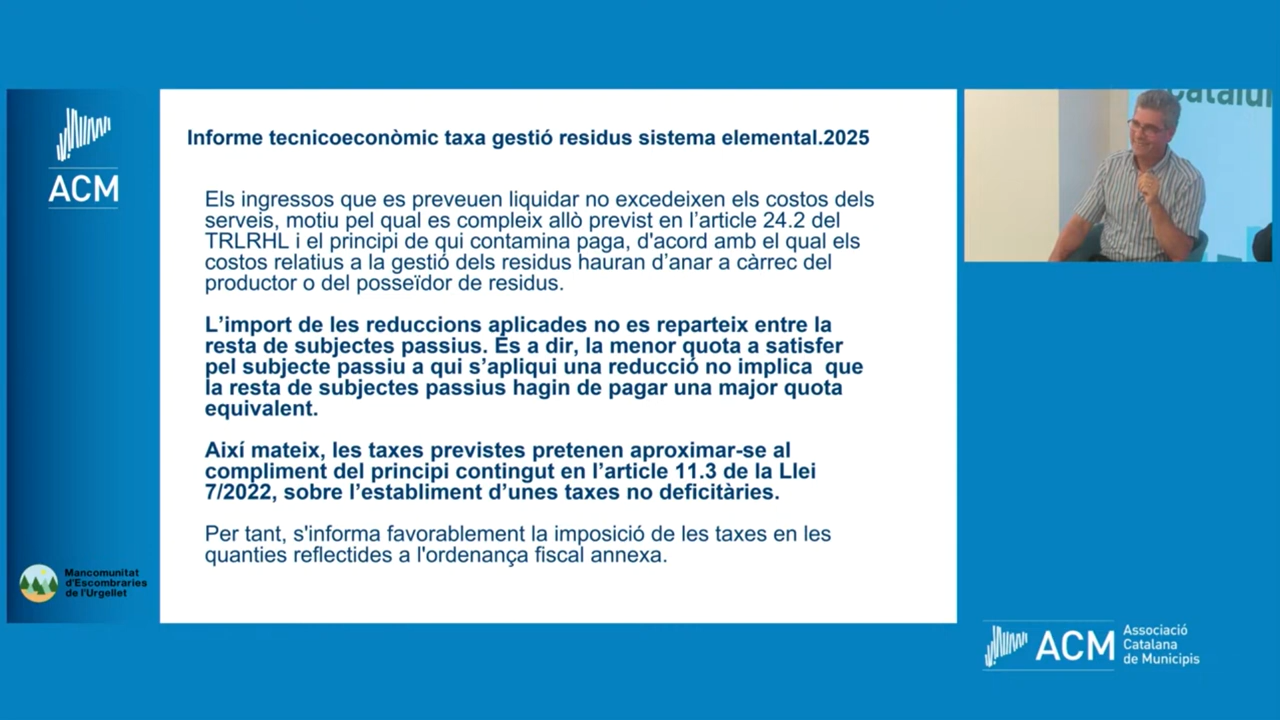 ACM
Informe tecnicoeconòmic taxa gestió residus sistema elemental.2025
Els ingressos que es preveuen liquidar no excedeixen els costos dels
serveis, motiu pel qual es compleix allò previst en l’article 24.2 del
TRLRHL i el principi de qui contamina paga, d'acord amb el qual els
costos relatius a la gestió dels residus hauran d’anar a càrrec del
productor o del posseïdor de residus.
L’import de les reduccions aplicades no es reparteix entre la
resta de subjectes passius. És a dir, la menor quota a satisfer
pel subjecte passiu a qui s’apliqui una reducció no implica que
la resta de subjectes passius hagin de pagar una major quota
equivalent.
Així mateix, les taxes previstes pretenen aproximar-se al
compliment del principi contingut en l’article 11.3 de la Llei
7/2022, sobre l’establiment d’unes taxes no deficitàries.
Per tant, s'informa favorablement la imposició de les taxes en les
quanties reflectides a l'ordenança fiscal annexa.
Mancomunitat
d'Escombraries
de l'Urgellet
ACM
Associació
Catalana
de Municipis